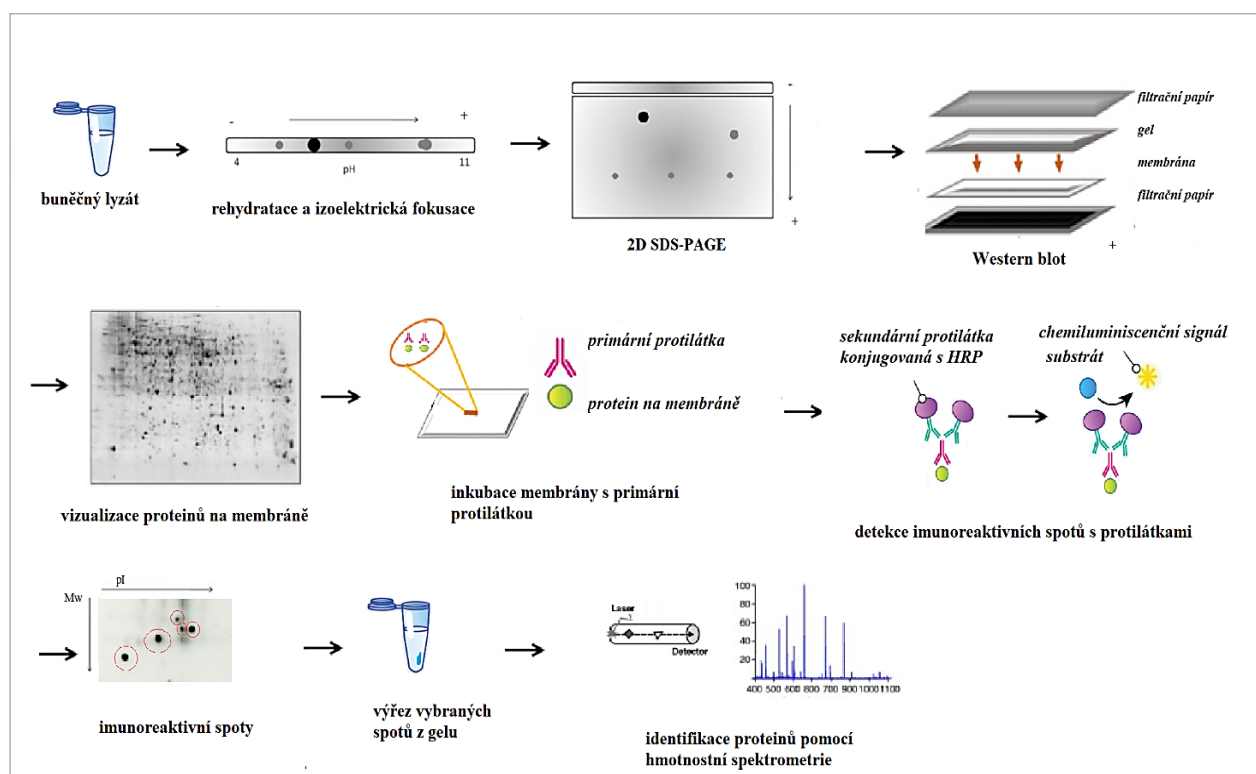 buněčný lyzát
-
+
4
11
pH
rehydratace a izoelektrická fokusace
-
+
2D SDS-PAGE
filtrační papír
gel
membrána
filtrační papír
+
Western blot
vizualizace proteinů na membráně
primární protilátka
protein na membráně
inkubace membrány s primární
protilátkou
sekundární protilátka
konjugovaná s HRP
chemiluminiscenční signál
substrát
detekce imunoreaktivních spotů s protilátkami
pI
Mw
imunoreaktivní spoty
výřez vybraných
spotů z gelu
Laser
Detector
100
80
60
40
20
400 500 600 800 700 900 1000 1100
identifikace proteinů pomocí
hmotnostní spektrometrie